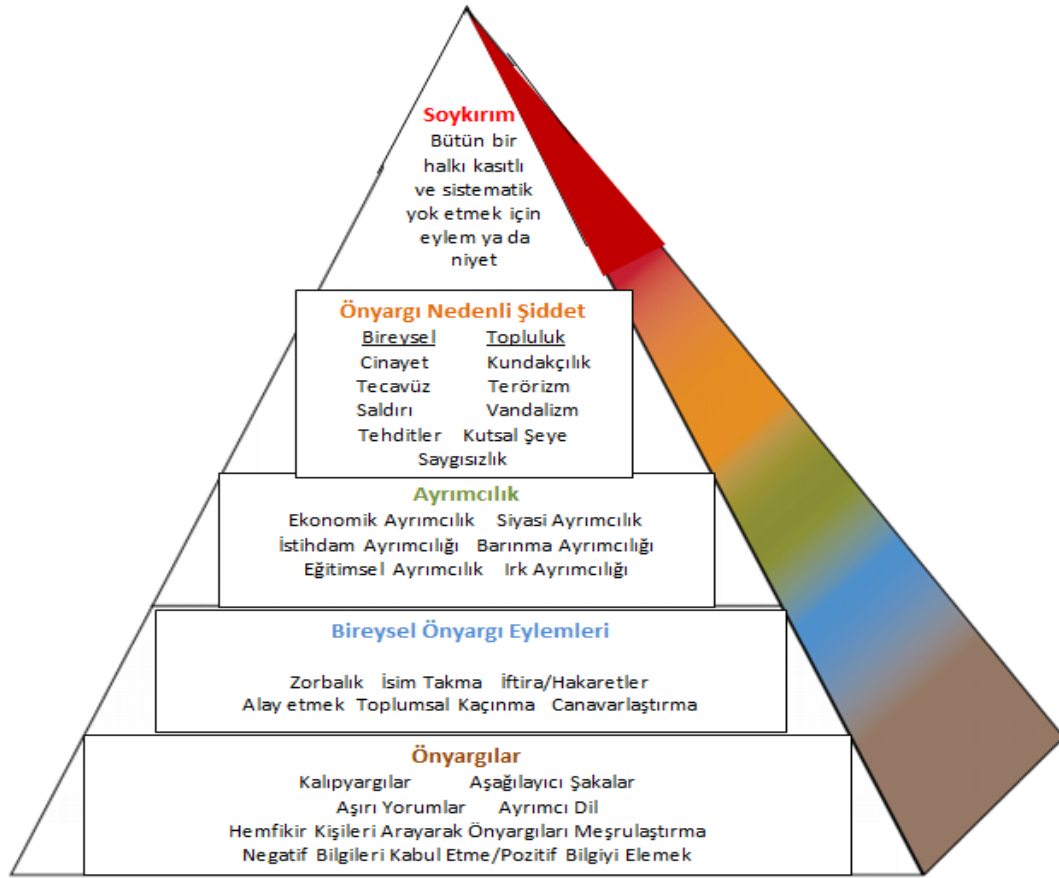 Soykırım
Bütün bir
halkı kasıtlı
ve sistematik
yok etmek için
eylem ya da
niyet
Önyargı Nedenli Şiddet
Bireysel Topluluk
Cinayet Kundakçılık
Tecavüz Terörizm
Saldırı Vandalizm
Tehditler Kutsal Şeye
Saygısızlık
Ayrımcılık
Ekonomik Ayrımcılık Siyasi Ayrımcılık
İstihdam Ayrımcılığı Barınma Ayrımcılığı
Eğitimsel Ayrımcılık Irk Ayrımcılığı
Bireysel Önyargı Eylemleri
Zorbalık İsim Takma İftira/Hakaretler
Alay etmek Toplumsal Kaçınma Canavarlaştırma
Önyargılar
Kalıpyargılar Aşağılayıcı Şakalar
Aşırı Yorumlar Ayrımcı Dil
Hemfikir Kişileri Arayarak Önyargıları Meşrulaştırma
Negatif Bilgileri Kabul Etme/Pozitif Bilgiyi Elemek